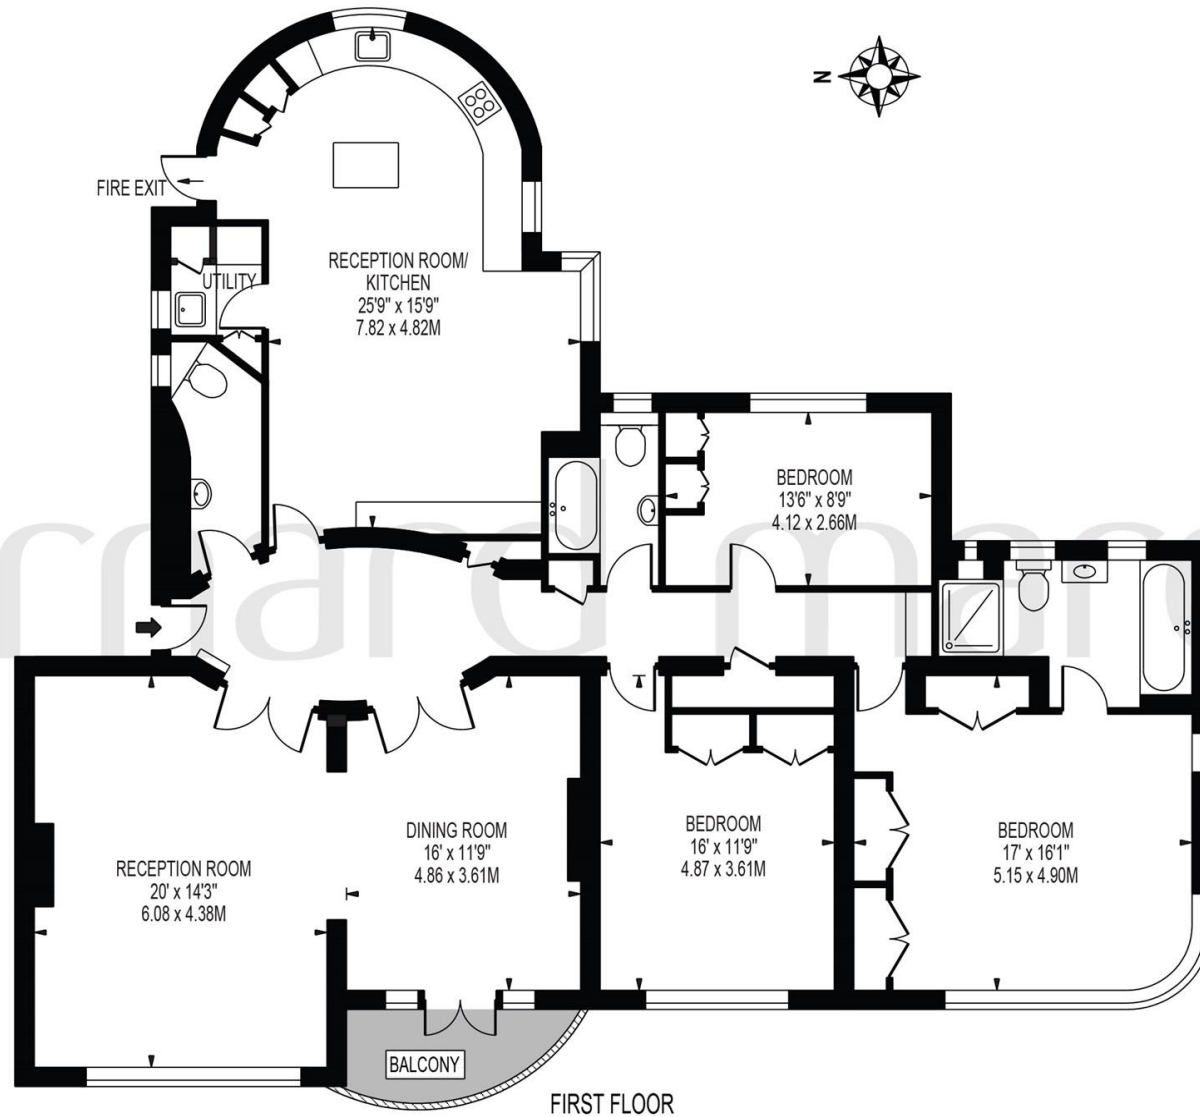 N
FIRE EXIT
UTILITY
RECEPTION ROOM/
KITCHEN
25'9" x 15'9"
7.82 x 4.82M
BEDROOM
13'6" x 8'9"
4.12 x 2.66M
RECEPTION ROOM
20' x 14'3"
6.08 x 4.38M
DINING ROOM
16' x 11'9"
4.86 x 3.61M
BEDROOM
16' x 11'9"
4.87 x 3.61M
BEDROOM
17' x 16'1"
5.15 x 4.90M
BALCONY
FIRST FLOOR